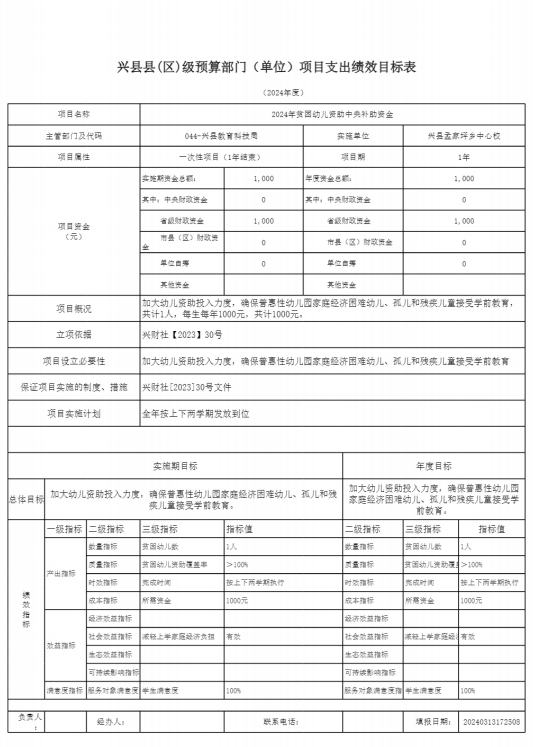 兴县县(区)级预算部门（单位）项目支出绩效目标表
（2024年度）
项目名称 2024年贫困幼儿资助中央补助资金
主管部门及代码 044-兴县教育科技局 实施单位 兴县孟家坪乡中心校
项目属性 一次性项目（1年结束） 项目期 1年
项目资金
（元）
实施期资金总额： 1,000 年度资金总额： 1,000
其中：中央财政资金 0 其中：中央财政资金 0
省级财政资金 1,000 省级财政资金 1,000
市县（区）财政资金 0 市县（区）财政资金 0
单位自筹 0 单位自筹 0
其他资金 其他资金
项目概况 加大幼儿资助投入力度，确保普惠性幼儿园家庭经济困难幼儿、孤儿和残疾儿童接受学前教育，
共计1人，每生每年1000元，共计1000元。
立项依据 兴财社【2023】30号
项目设立必要性 加大幼儿资助投入力度，确保普惠性幼儿园家庭经济困难幼儿、孤儿和残疾儿童接受学前教育
保证项目实施的制度、措施 兴财社[2023]30号文件
项目实施计划 全年按上下两学期发放到位
实施期目标 年度目标
总体目标
加大幼儿资助投入力度，确保普惠性幼儿园家庭经济困难幼儿、孤儿和残
疾儿童接受学前教育。
加大幼儿资助投入力度，确保普惠性幼儿园
家庭经济困难幼儿、孤儿和残疾儿童接受学
前教育。
绩效指标
一级指标 二级指标 三级指标 指标值 二级指标 三级指标 指标值
产出指标
数量指标 贫困幼儿数 1人 数量指标 贫困幼儿数 1人
质量指标 贫困幼儿资助覆盖率 ＞100% 质量指标 贫困幼儿资助覆盖 ＞100%
时效指标 完成时间 按上下两学期执行 时效指标 完成时间 按上下两学期执行
成本指标 所需资金 1000元 成本指标 所需资金 1000元
效益指标
经济效益指标 经济效益指标
社会效益指标 减轻上学家庭经济负担 有效 社会效益指标 减轻上学家庭经济 有效
生态效益指标 生态效益指标
可持续影响指标 可持续影响指标
满意度指标 服务对象满意度 学生满意度 100% 服务对象满意度指 学生满意度 100%
负责人： 经办人： 联系电话： 填报日期： 20240313172508